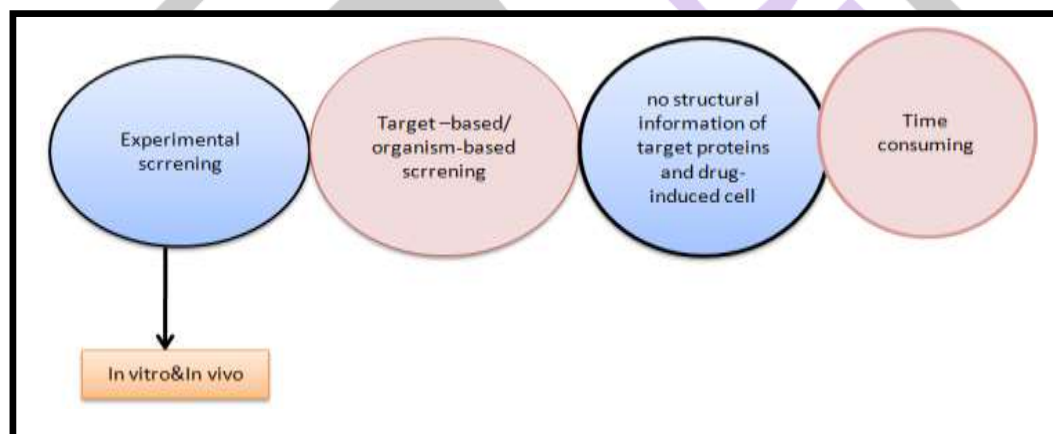 Experimental
scrrening
Target –based/
organism-based
scrrening
no structural
information of
target proteins
and drug-
induced cell
Time
consuming
In vitro&In vivo